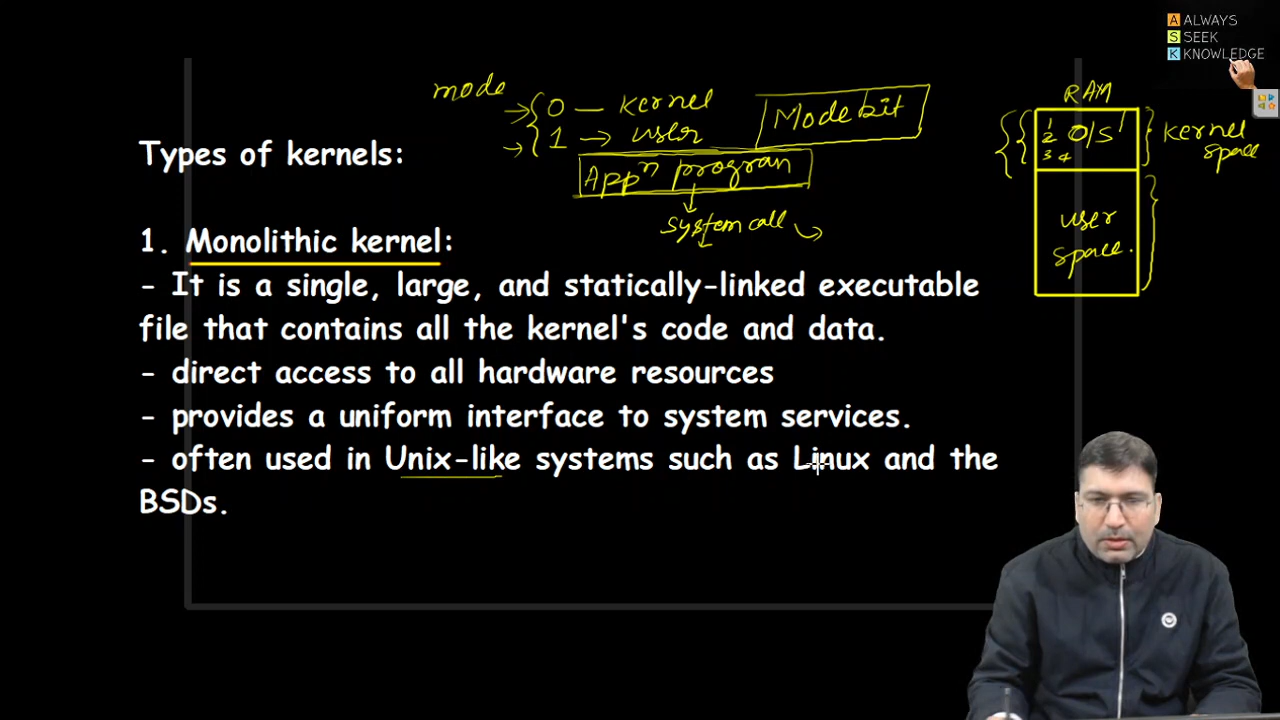 A ALWAYS
S SEEK
K KNOWLEDGE
mode
0 — kernel
1 → user
Mode bit
Appⁿ program
system call
RAM
1
2 O/S
3 4
kernel
space
user
space.
Types of kernels:
1. Monolithic kernel:
- It is a single, large, and statically-linked executable
file that contains all the kernel's code and data.
- direct access to all hardware resources
- provides a uniform interface to system services.
- often used in Unix-like systems such as Linux and the
BSDs.